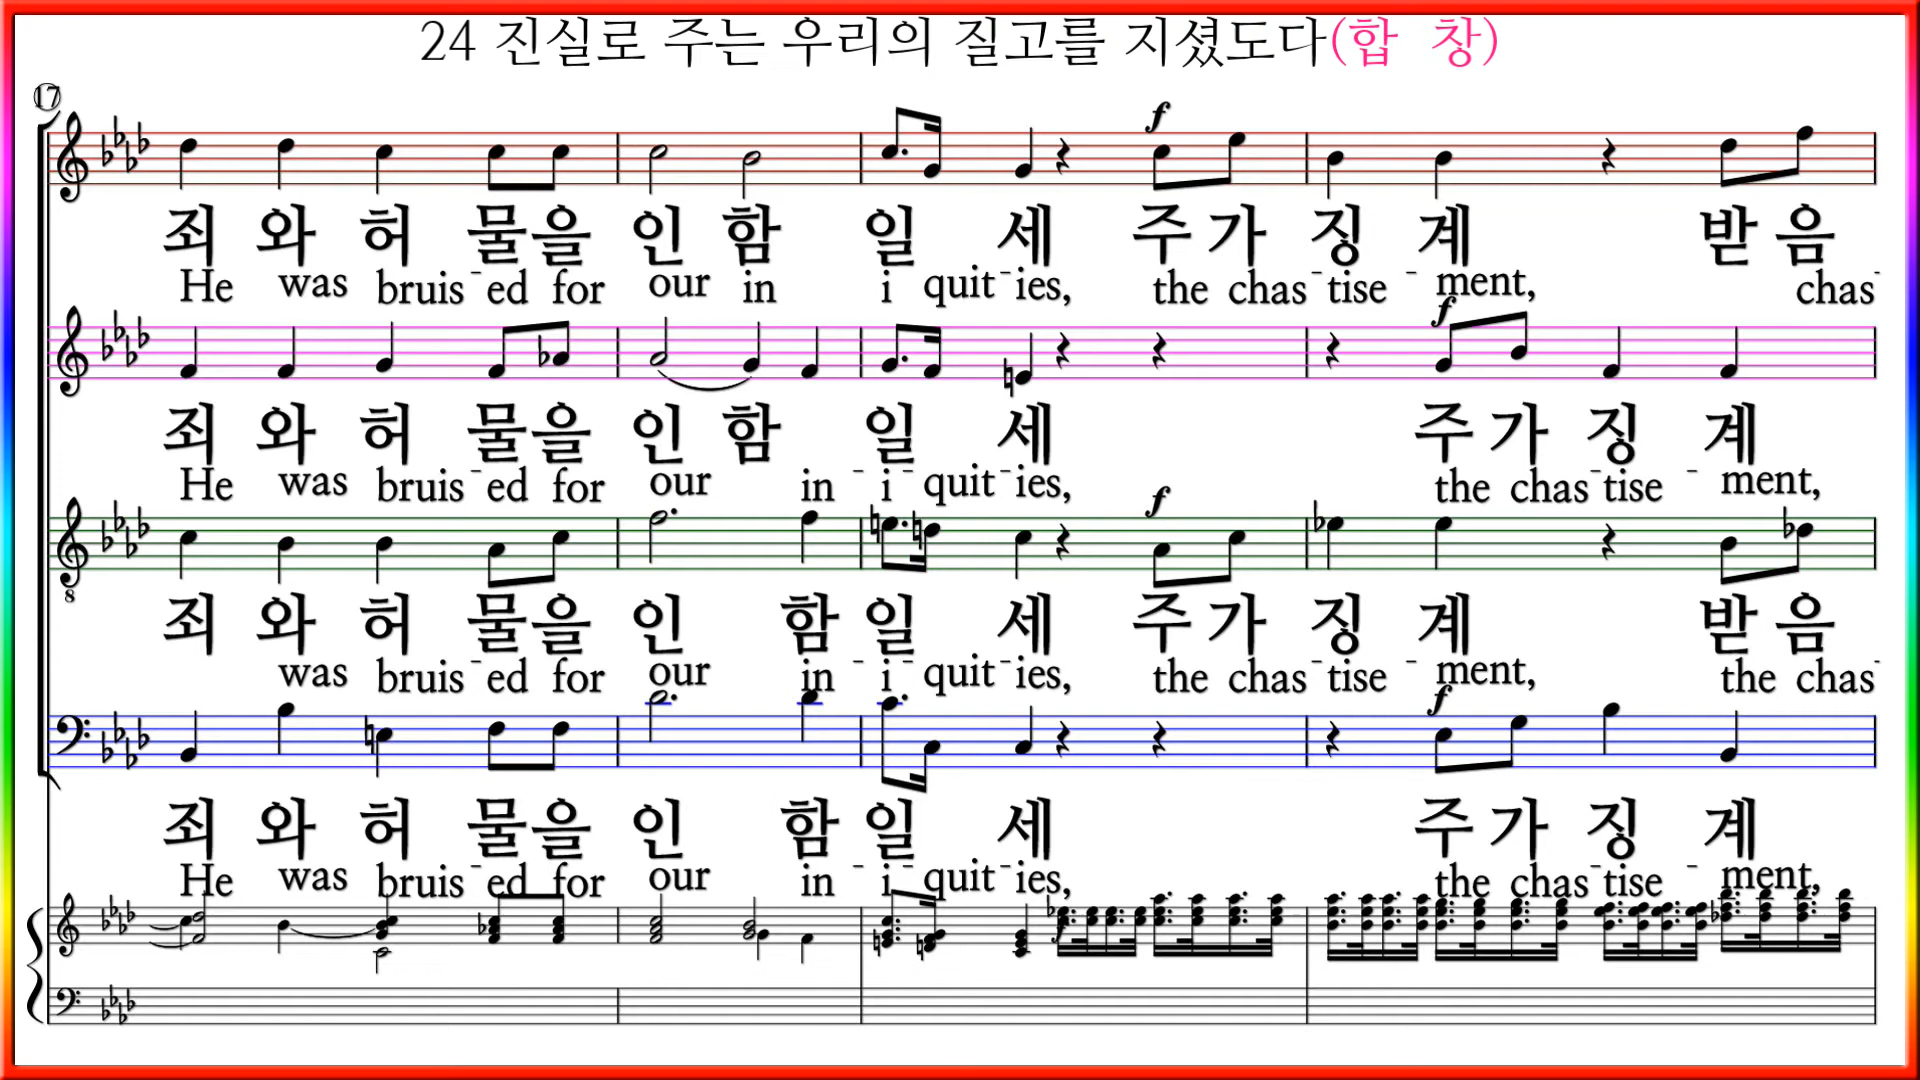 24 진실로 주는 우리의 질고를 지셨도다(합 창)
17
f
죄 와 허 물을 인 함 일 세 주 가 징 계 받 음
He was bruis-ed for our in i quit-ies, the chas-tise-ment, chas-
f
죄 와 허 물을 인 함 일 세 주 가 징 계
He was bruis-ed for our in-i-quit-ies, the chas-tise-ment,
f
8
죄 와 허 물을 인 함 일 세 주 가 징 계 받 음
was bruis-ed for our in-i-quit-ies, the chas-tise-ment, the chas-
f
죄 와 허 물을 인 함 일 세 주 가 징 계
He was bruis-ed for our in-i-quit-ies, the chas-tise-ment,
f